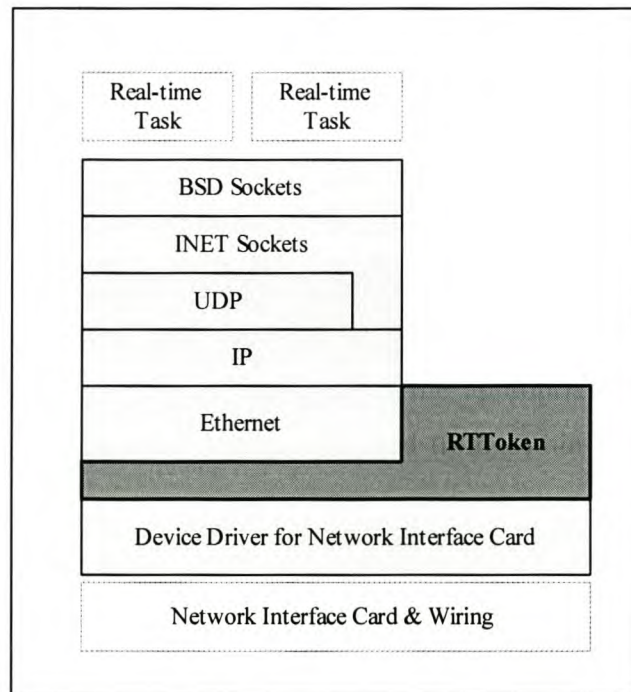 Real-time
Task
Real-time
Task
BSD Sockets
INET Sockets
UDP
IP
Ethernet
RTToken
Device Driver for Network Interface Card
Network Interface Card & Wiring